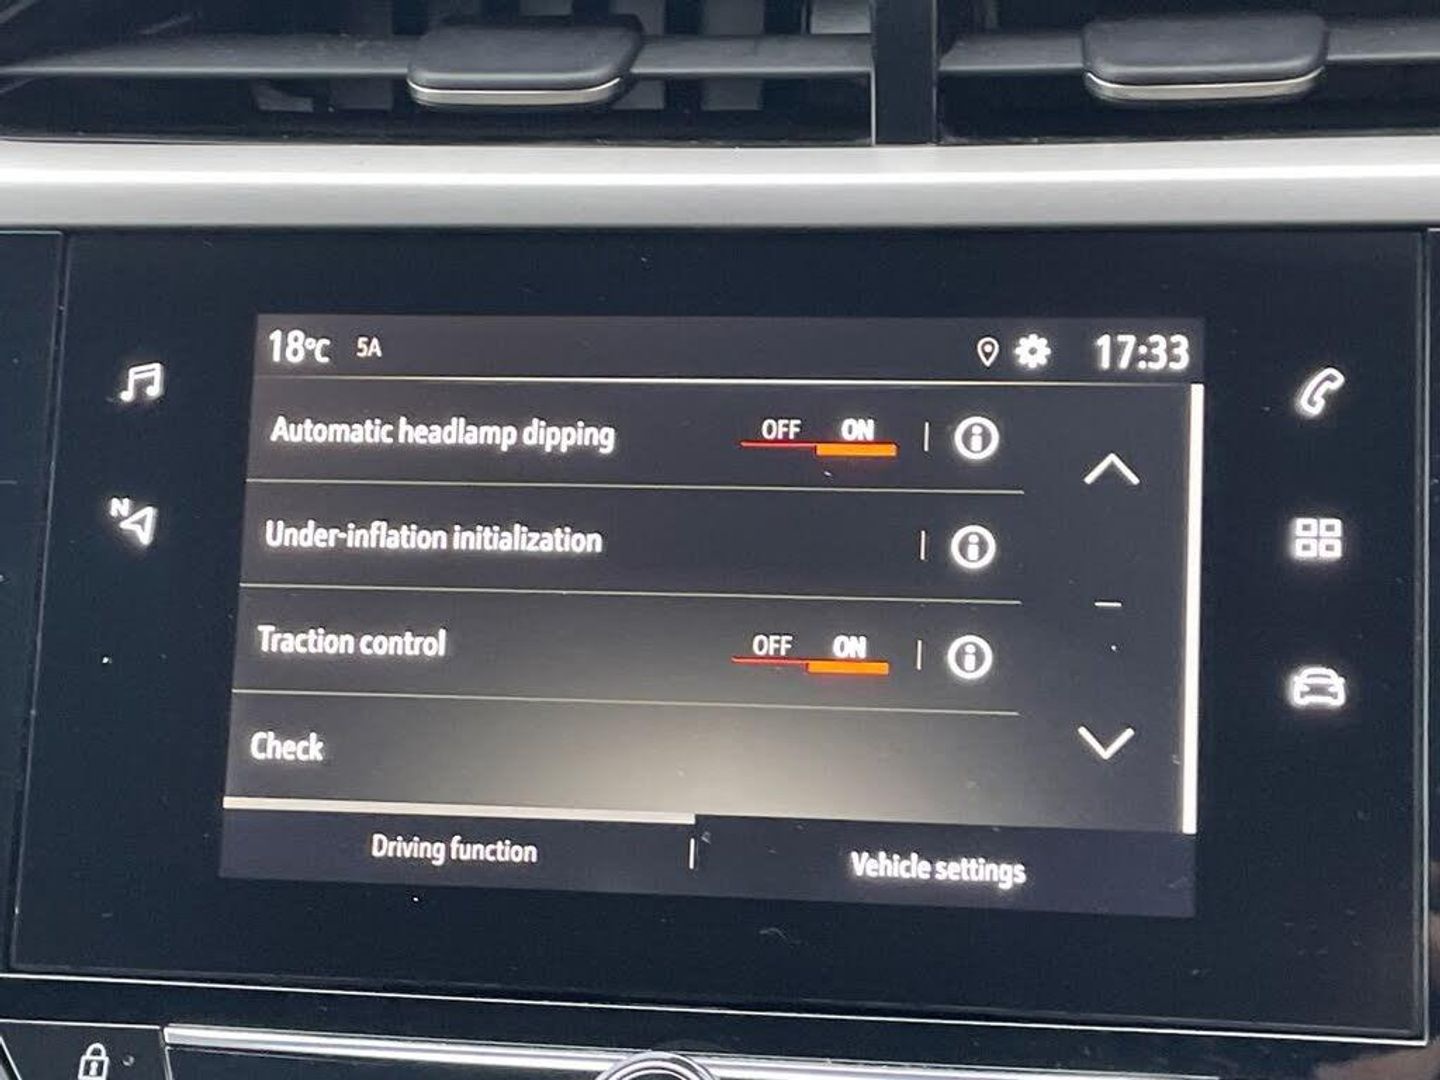 18°C 5A 17:33
Automatic headlamp dipping OFF ON
Under-inflation initialization
Traction control OFF ON
Check
Driving function Vehicle settings
N